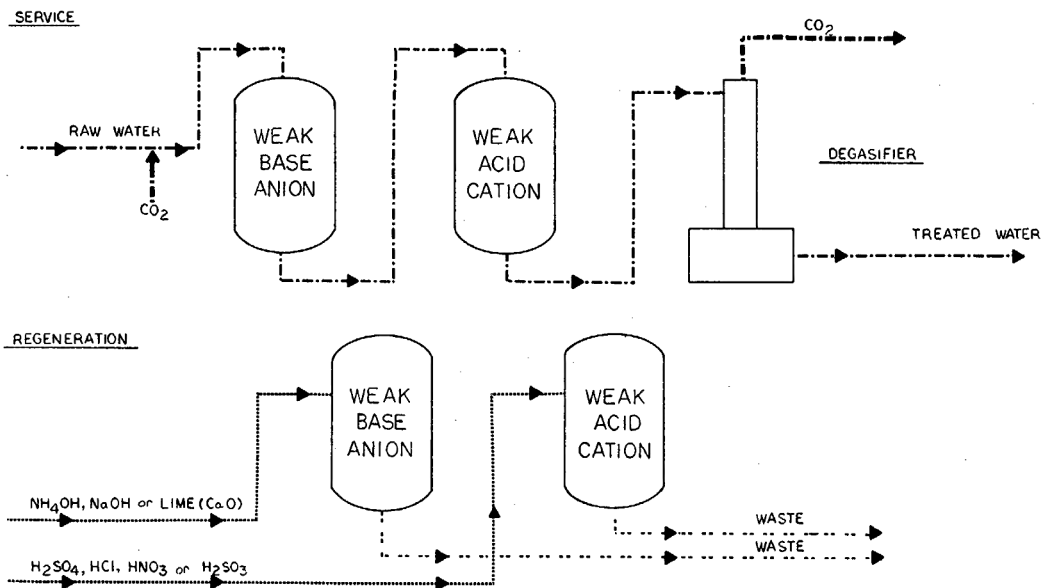 SERVICE
CO₂
RAW WATER
CO₂
WEAK
BASE
ANION
WEAK
ACID
CATION
DEGASIFIER
TREATED WATER
REGENERATION
WEAK
BASE
ANION
WEAK
ACID
CATION
NH₄OH, NaOH or LIME (CaO)
WASTE
WASTE
H₂SO₄, HCl, HNO₃ or H₂SO₃